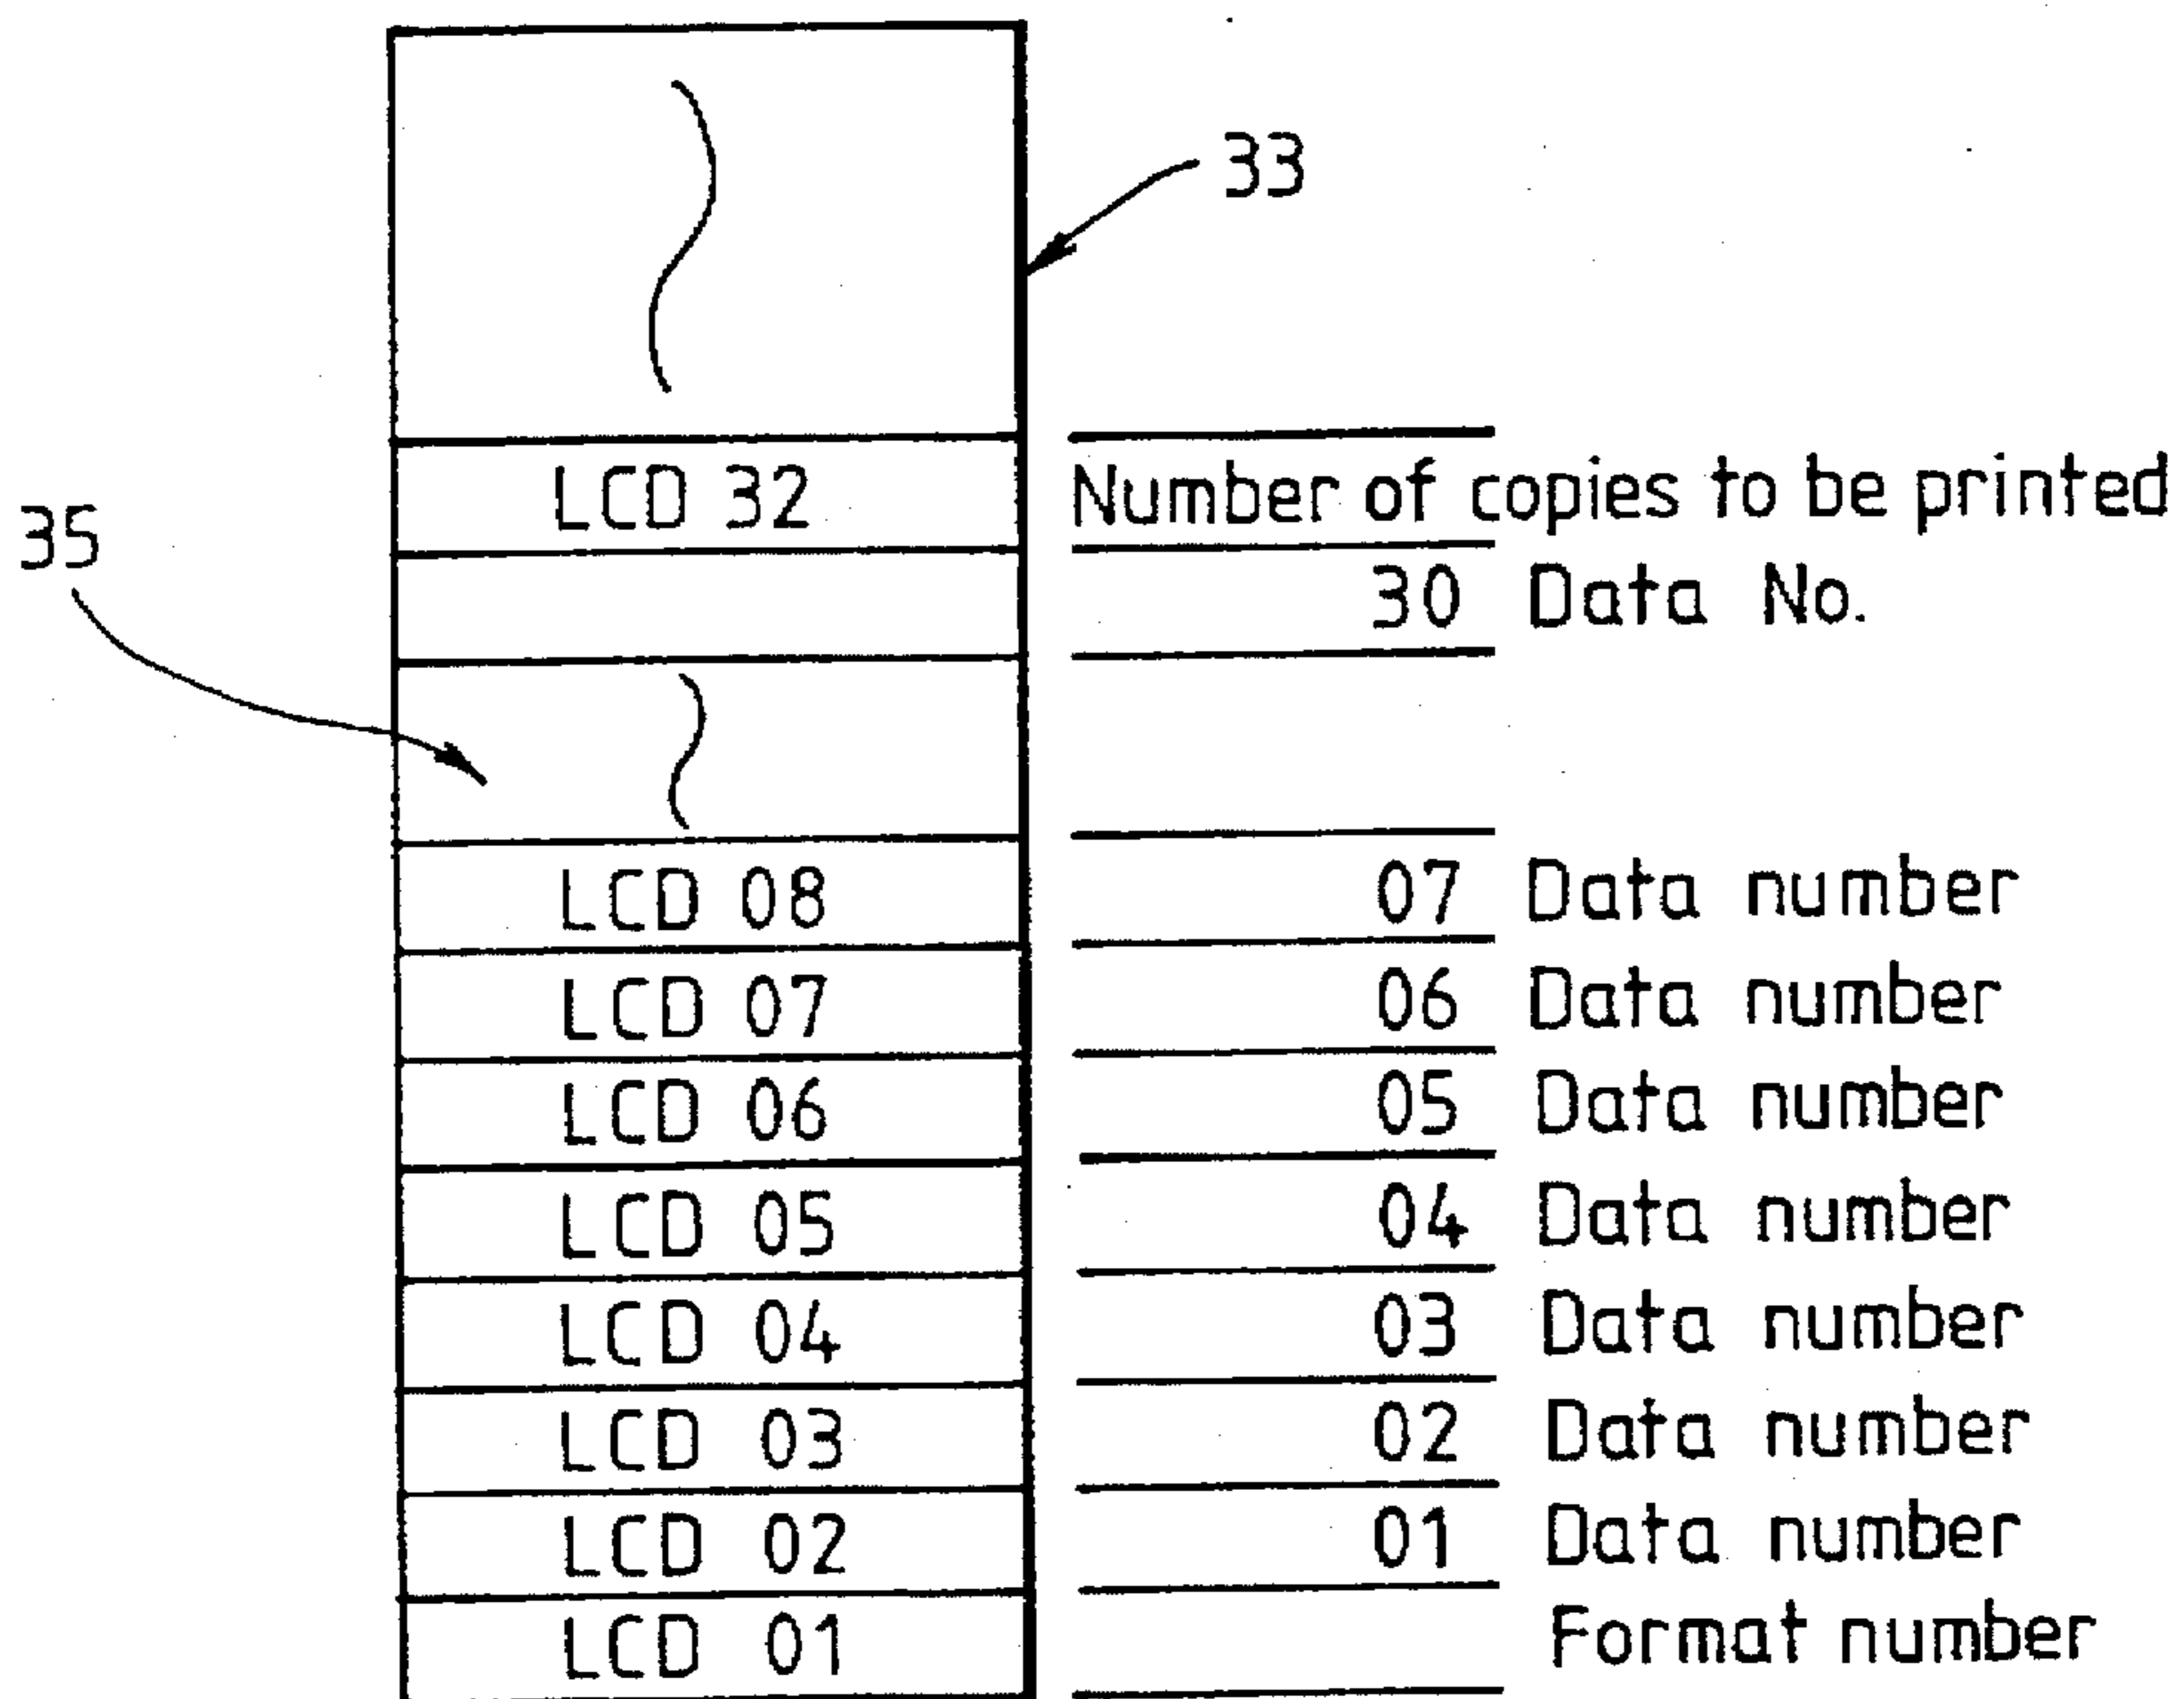 33
35
LCD 32 Number of copies to be printed
30 Data No.
LCD 08 07 Data number
LCD 07 06 Data number
LCD 06 05 Data number
LCD 05 04 Data number
LCD 04 03 Data number
LCD 03 02 Data number
LCD 02 01 Data number
LCD 01 Format number